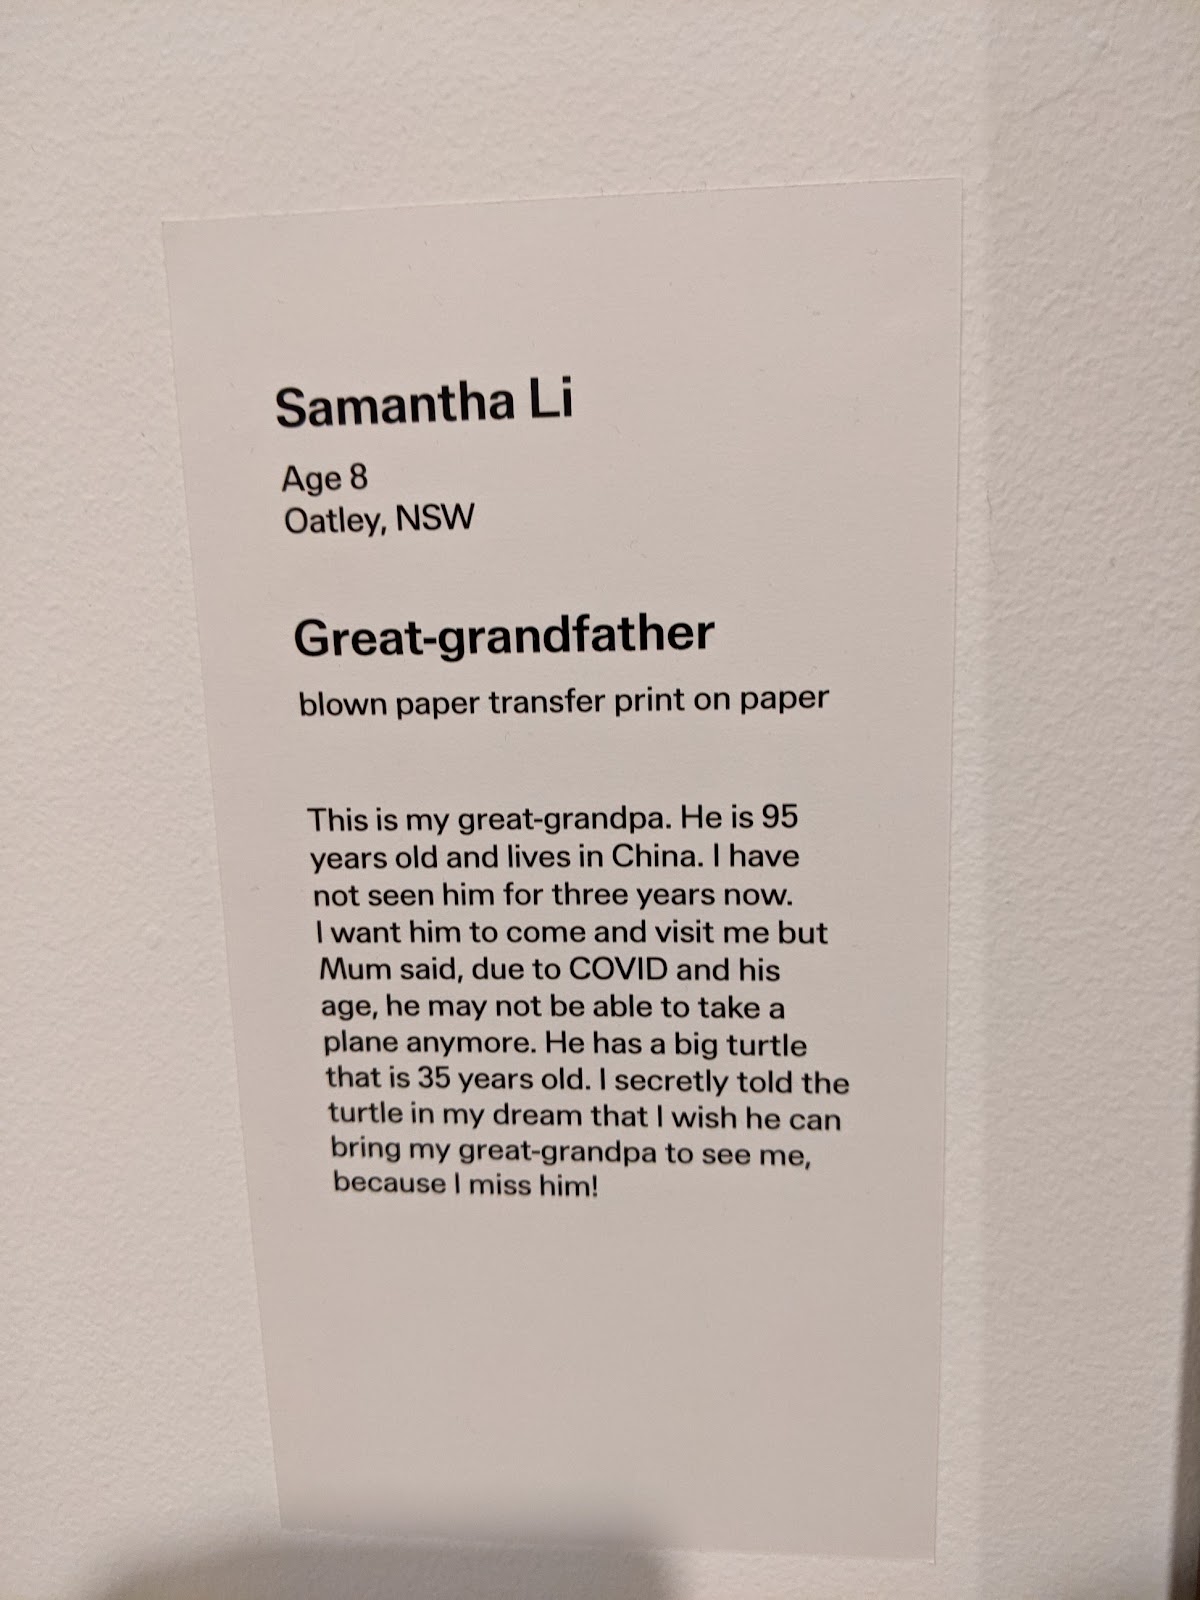 Samantha Li
Age 8
Oatley, NSW
Great-grandfather
blown paper transfer print on paper
This is my great-grandpa. He is 95
years old and lives in China. I have
not seen him for three years now.
I want him to come and visit me but
Mum said, due to COVID and his
age, he may not be able to take a
plane anymore. He has a big turtle
that is 35 years old. I secretly told the
turtle in my dream that I wish he can
bring my great-grandpa to see me,
because I miss him!